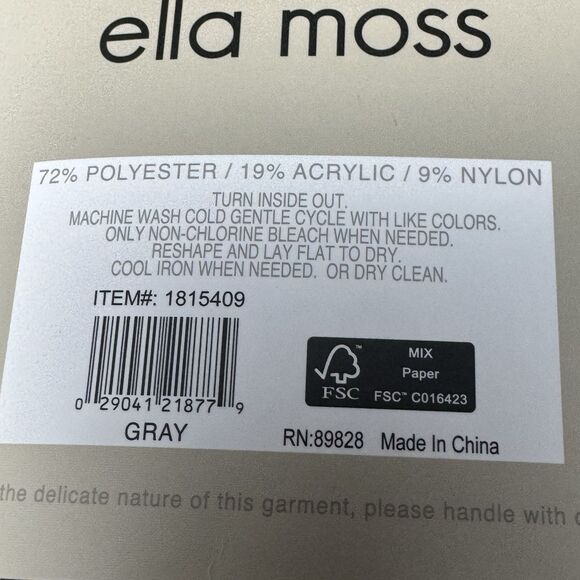 ella moss
72% POLYESTER / 19% ACRYLIC / 9% NYLON
TURN INSIDE OUT.
MACHINE WASH COLD GENTLE CYCLE WITH LIKE COLORS.
ONLY NON-CHLORINE BLEACH WHEN NEEDED.
RESHAPE AND LAY FLAT TO DRY.
COOL IRON WHEN NEEDED. OR DRY CLEAN.
ITEM#: 1815409
0 29041 21877 9
GRAY
FSC
MIX
Paper
FSC™ C016423
RN:89828 Made In China
the delicate nature of this garment, please handle with